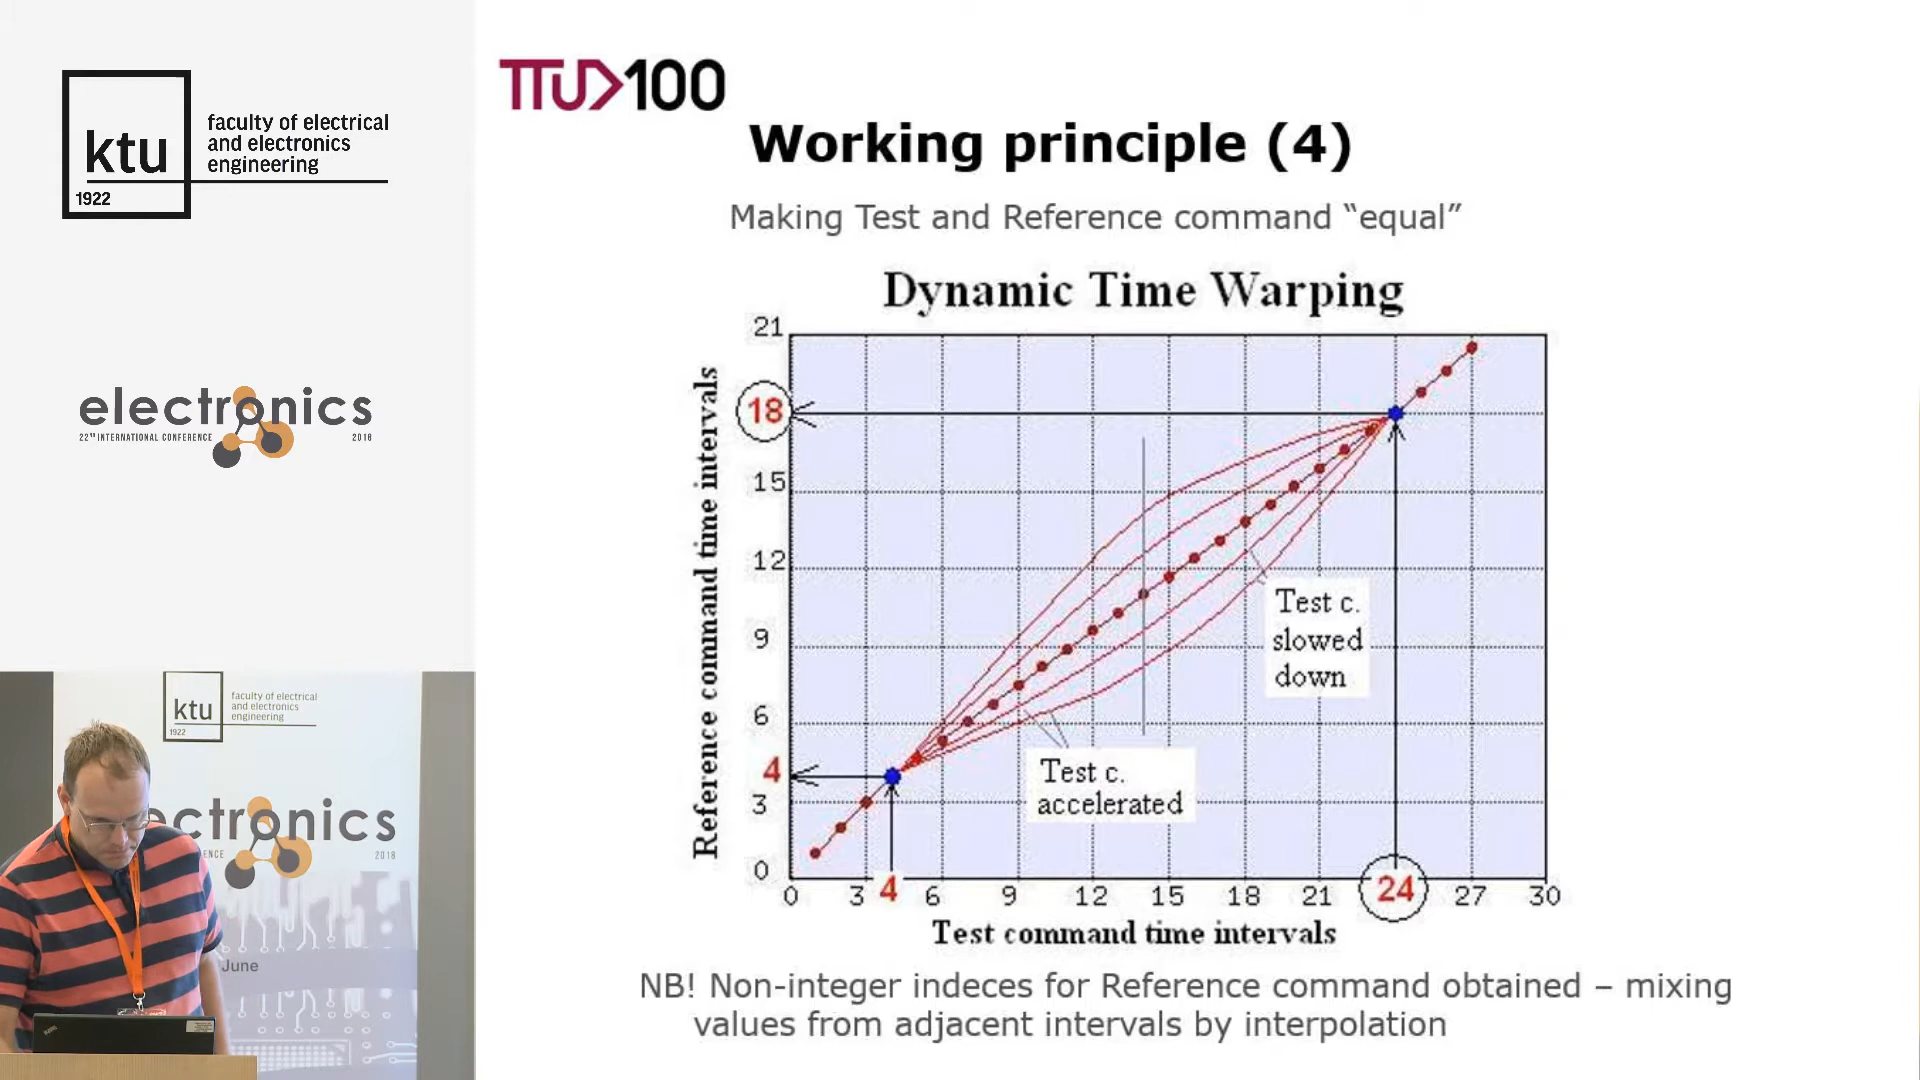 ktu
1922
faculty of electrical
and electronics
engineering
electronics
22ND INTERNATIONAL CONFERENCE
2018
TTU>100
Working principle (4)
Making Test and Reference command “equal”
Dynamic Time Warping
Reference command time intervals
21
18
15
12
9
6
4
3
0
Test c.
slowed
down
Test c.
accelerated
0 3 4 6 9 12 15 18 21 24 27 30
Test command time intervals
NB! Non-integer indeces for Reference command obtained – mixing
values from adjacent intervals by interpolation
ktu
1922
faculty of electrical
and electronics
engineering
ectronics
ENCE
2018
June